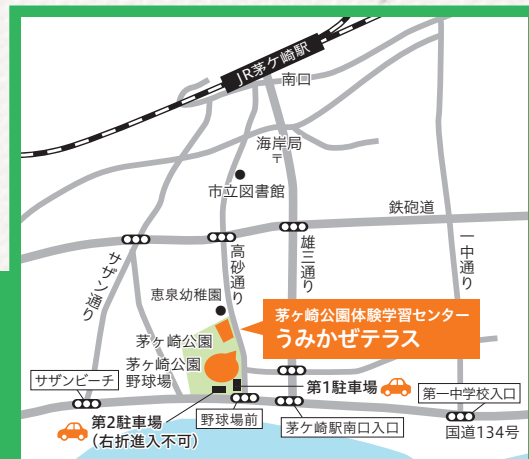 JR茅ケ崎駅
南口
海岸局
〒
市立図書館
鉄砲道
サザン通り
高砂通り
雄三通り
一中通り
恵泉幼稚園
茅ヶ崎公園体験学習センター
うみかぜテラス
茅ヶ崎公園
茅ヶ崎公園
野球場
サザンビーチ
第1駐車場
第一中学校入口
第2駐車場
(右折進入不可)
野球場前
茅ケ崎駅南口入口
国道134号